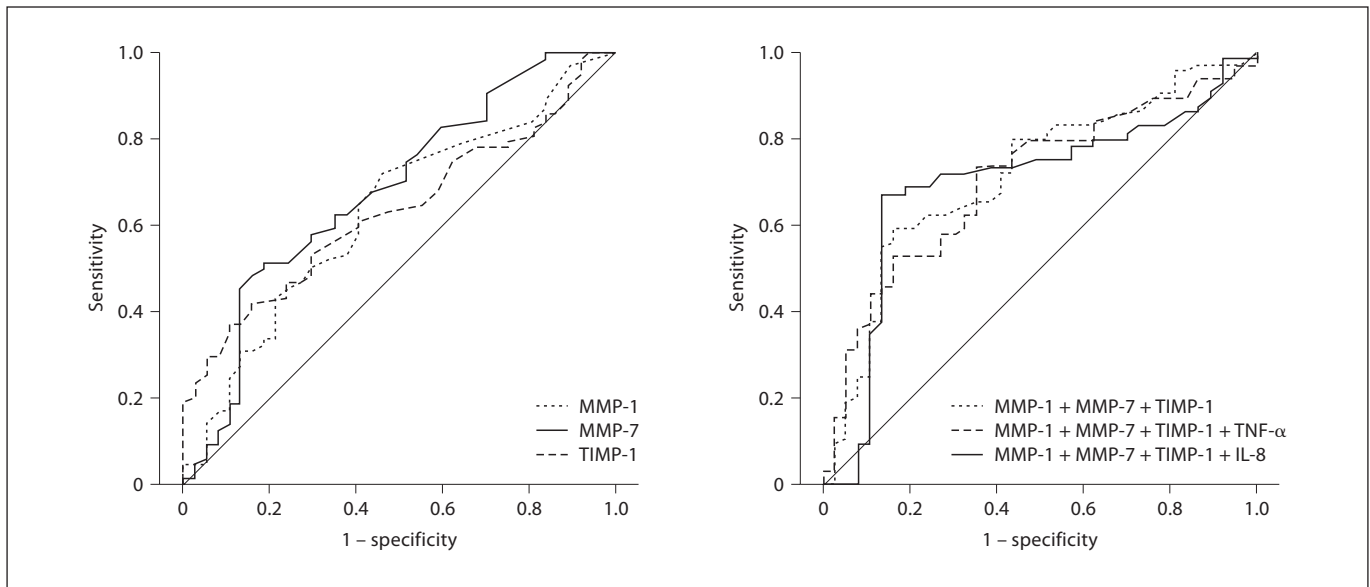 1.0
0.8
0.6
0.4
0.2
0
Sensitivity
0
0.2
0.4
0.6
0.8
1.0
1 – specificity
MMP-1
MMP-7
TIMP-1
1.0
0.8
0.6
0.4
0.2
0
Sensitivity
0
0.2
0.4
0.6
0.8
1.0
1 – specificity
MMP-1 + MMP-7 + TIMP-1
MMP-1 + MMP-7 + TIMP-1 + TNF-α
MMP-1 + MMP-7 + TIMP-1 + IL-8